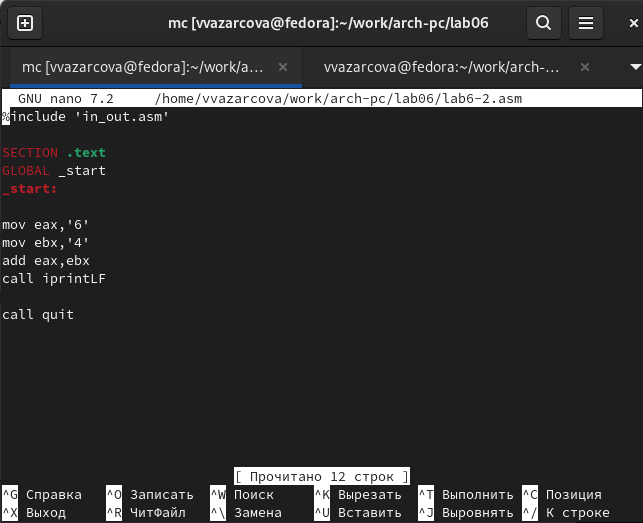 mc [vvazarcova@fedora]:~/work/arch-pc/lab06
mc [vvazarcova@fedora]:~/work/a… × vvazarcova@fedora:~/work/arch-… ×
GNU nano 7.2 /home/vvazarcova/work/arch-pc/lab06/lab6-2.asm
%include 'in_out.asm'
SECTION .text
GLOBAL _start
_start:
mov eax,'6'
mov ebx,'4'
add eax,ebx
call iprintLF
call quit
[ Прочитано 12 строк ]
^G Справка ^O Записать ^W Поиск ^K Вырезать ^T Выполнить ^C Позиция
^X Выход ^R ЧитФайл ^\ Замена ^U Вставить ^J Выровнять ^/ К строке